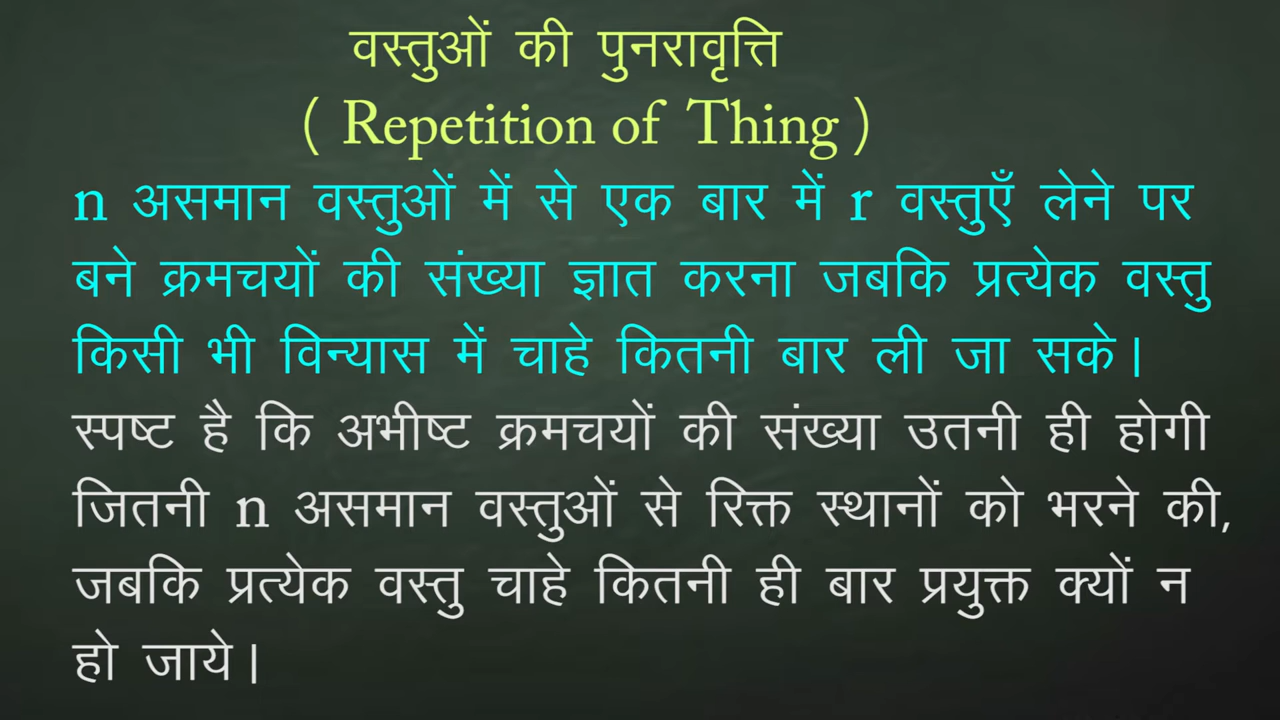 वस्तुओं की पुनरावृत्ति
( Repetition of Thing )
n असमान वस्तुओं में से एक बार में r वस्तुएँ लेने पर
बने क्रमचयों की संख्या ज्ञात करना जबकि प्रत्येक वस्तु
किसी भी विन्यास में चाहे कितनी बार ली जा सके।
स्पष्ट है कि अभीष्ट क्रमचयों की संख्या उतनी ही होगी
जितनी n असमान वस्तुओं से रिक्त स्थानों को भरने की,
जबकि प्रत्येक वस्तु चाहे कितनी ही बार प्रयुक्त क्यों न
हो जाये।